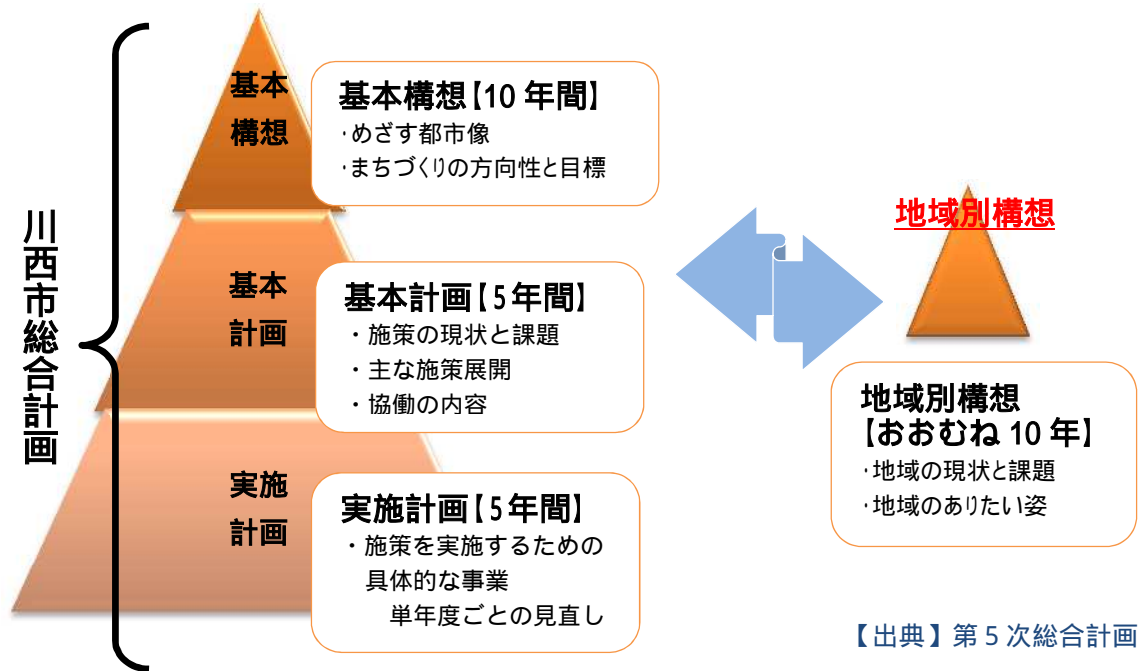 川西市総合計画
基本
構想
基本構想【10年間】
・めざす都市像
・まちづくりの方向性と目標
基本
計画
基本計画【5年間】
・施策の現状と課題
・主な施策展開
・協働の内容
実施
計画
実施計画【5年間】
・施策を実施するための
具体的な事業
単年度ごとの見直し
地域別構想
地域別構想
【おおむね10年】
・地域の現状と課題
・地域のありたい姿
【出典】第5次総合計画